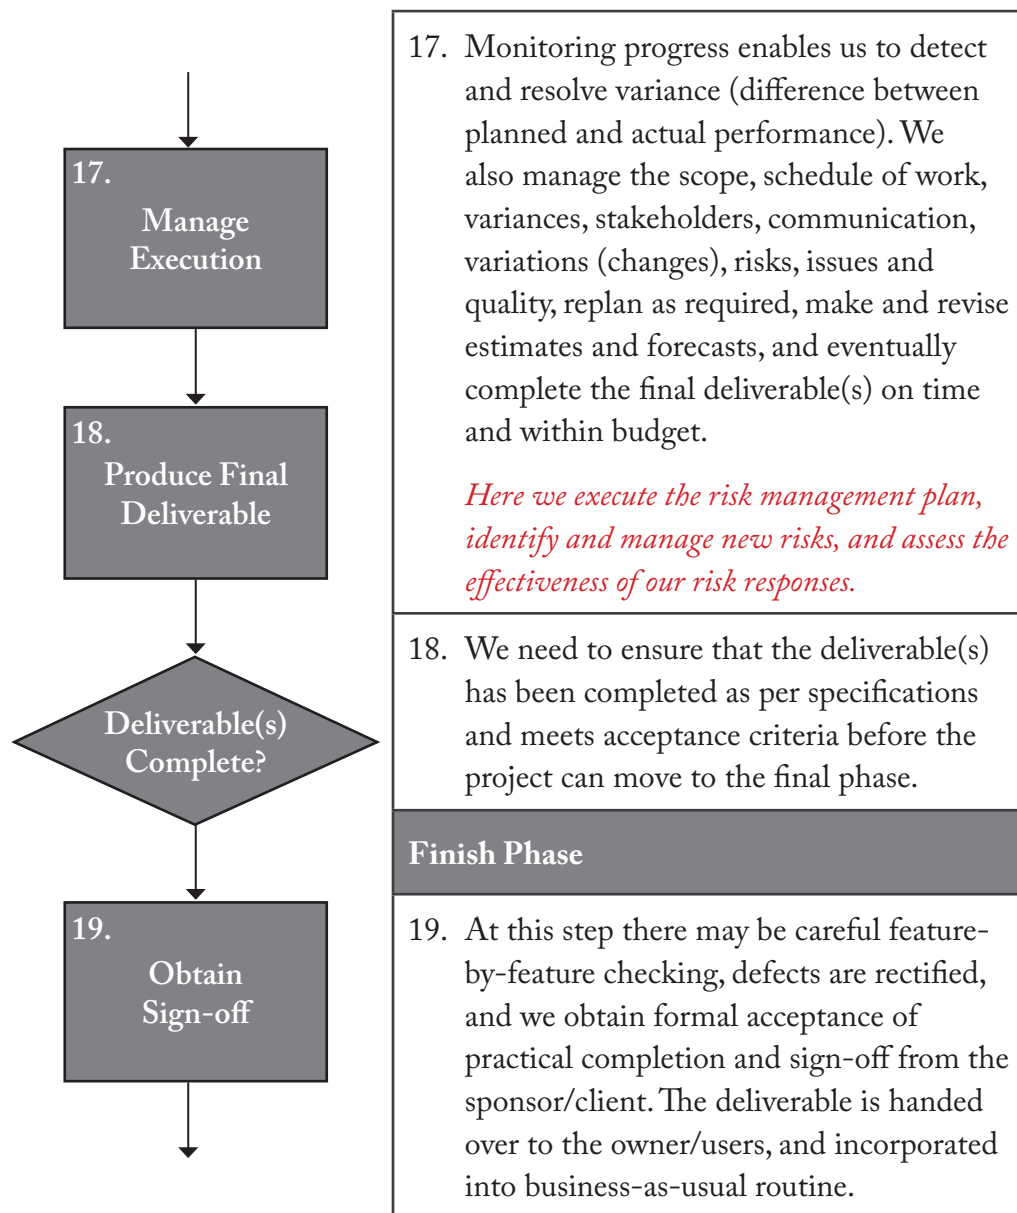 17.
Manage
Execution
18.
Produce Final
Deliverable
Deliverable(s)
Complete?
19.
Obtain
Sign-off
17. Monitoring progress enables us to detect
and resolve variance (difference between
planned and actual performance). We
also manage the scope, schedule of work,
variances, stakeholders, communication,
variations (changes), risks, issues and
quality, replan as required, make and revise
estimates and forecasts, and eventually
complete the final deliverable(s) on time
and within budget.
Here we execute the risk management plan,
identify and manage new risks, and assess the
effectiveness of our risk responses.
18. We need to ensure that the deliverable(s)
has been completed as per specifications
and meets acceptance criteria before the
project can move to the final phase.
Finish Phase
19. At this step there may be careful feature-
by-feature checking, defects are rectified,
and we obtain formal acceptance of
practical completion and sign-off from the
sponsor/client. The deliverable is handed
over to the owner/users, and incorporated
into business-as-usual routine.